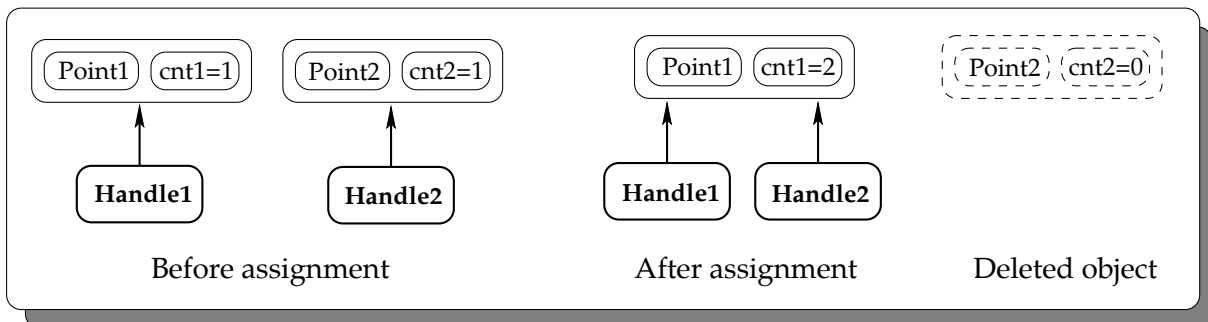 Point1 cnt1=1 Point2 cnt2=1 Point1 cnt1=2 Point2 cnt2=0
Handle1 Handle2 Handle1 Handle2
Before assignment After assignment Deleted object